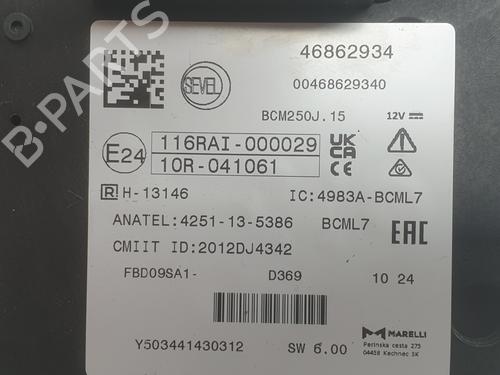 46862934
SEVEL
00468629340
BCM250J.15
12V
E24
116RAI-000029
10R-041061
UK
CA
CE
R H-13146
IC:4983A-BCML7
ANATEL:4251-13-5386
BCML7
EAC
CMIIT ID:2012DJ4342
FBD09SA1-
D369
10 24
MARELLI
Perinska cesta 275
04458 Kechnec SK
Y503441430312
SW 6.00